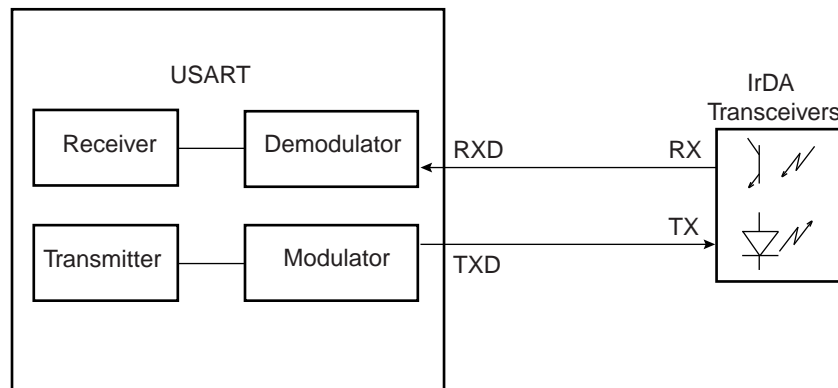 USART
IrDA
Transceivers
Receiver
Demodulator
RXD
RX
Transmitter
Modulator
TXD
TX